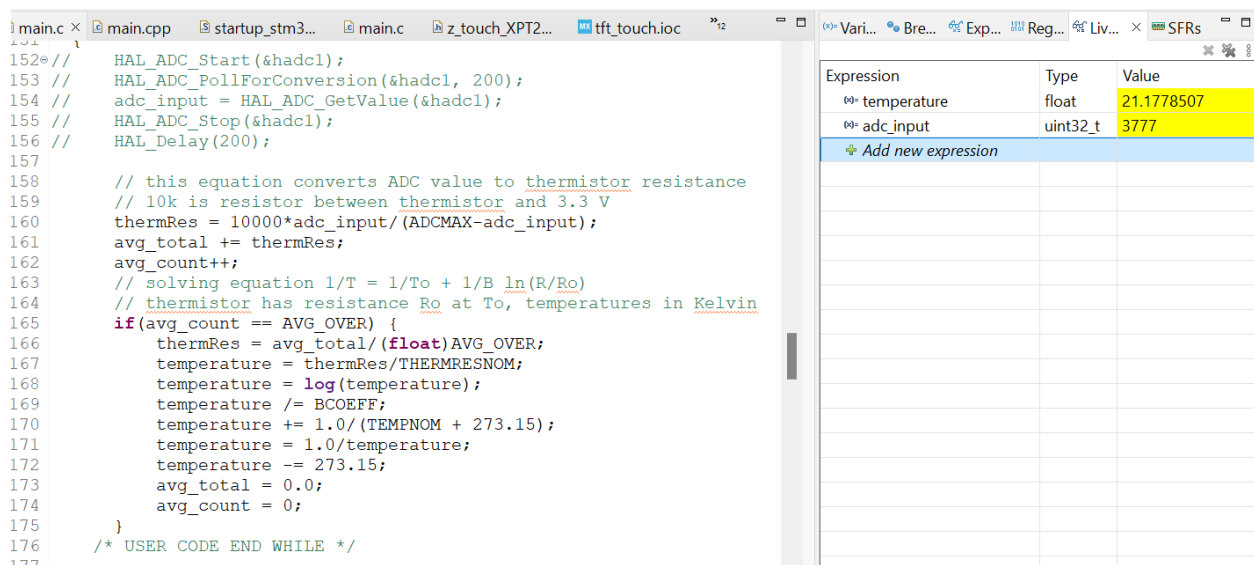 main.c main.cpp startup_stm3... main.c z_touch_XPT2... tft_touch.ioc »12
152 // HAL_ADC_Start(&hadc1);
153 // HAL_ADC_PollForConversion(&hadc1, 200);
154 // adc_input = HAL_ADC_GetValue(&hadc1);
155 // HAL_ADC_Stop(&hadc1);
156 // HAL_Delay(200);
157
158 // this equation converts ADC value to thermistor resistance
159 // 10k is resistor between thermistor and 3.3 V
160 thermRes = 10000*adc_input/(ADCMAX-adc_input);
161 avg_total += thermRes;
162 avg_count++;
163 // solving equation 1/T = 1/To + 1/B ln(R/Ro)
164 // thermistor has resistance Ro at To, temperatures in Kelvin
165 if(avg_count == AVG_OVER) {
166 thermRes = avg_total/(float)AVG_OVER;
167 temperature = thermRes/THERMRESNOM;
168 temperature = log(temperature);
169 temperature /= BCOEFF;
170 temperature += 1.0/(TEMPNOM + 273.15);
171 temperature = 1.0/temperature;
172 temperature -= 273.15;
173 avg_total = 0.0;
174 avg_count = 0;
175 }
176 /* USER CODE END WHILE */
(x)= Vari... Bre... Exp... Reg... Liv... SFRs
Expression Type Value
(x)= temperature float 21.1778507
(x)= adc_input uint32_t 3777
Add new expression